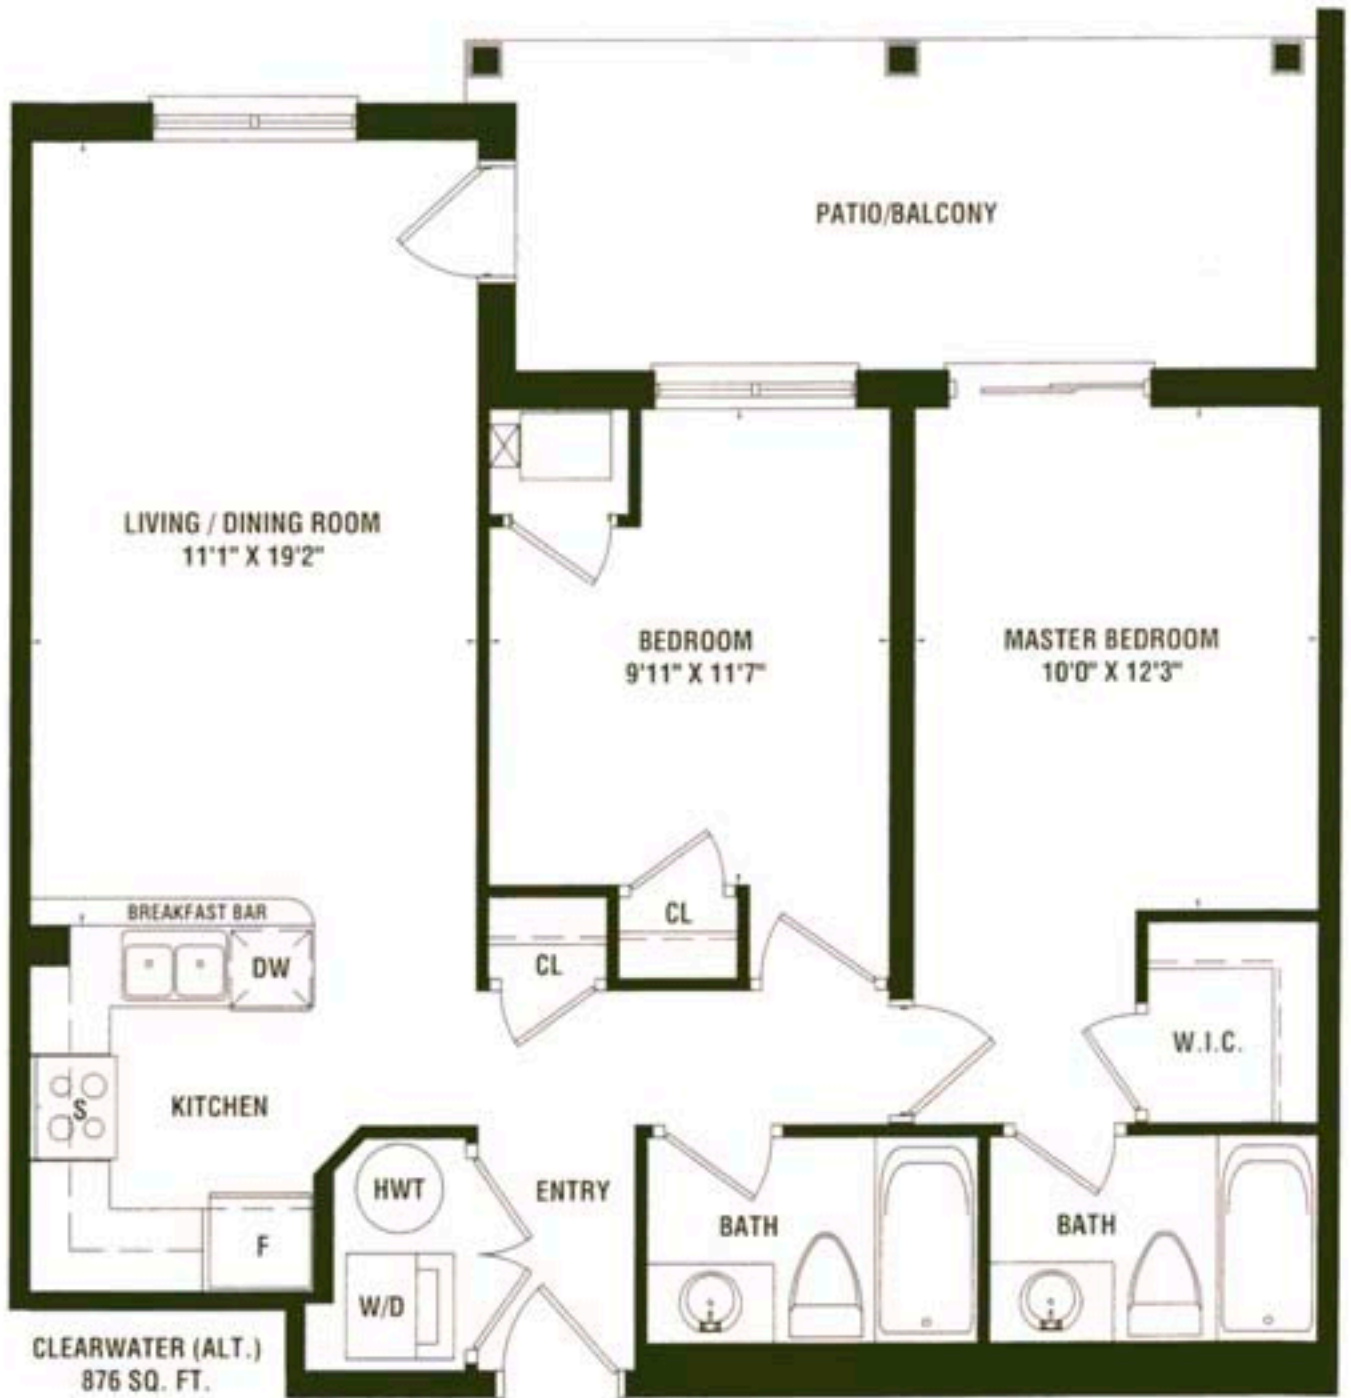 PATIO/BALCONY
LIVING / DINING ROOM
11'1" X 19'2"
BEDROOM
9'11" X 11'7"
MASTER BEDROOM
10'0" X 12'3"
BREAKFAST BAR
DW
CL
CL
W.I.C.
S
KITCHEN
HWT
ENTRY
BATH
BATH
F
W/D
CLEARWATER (ALT.)
876 SQ. FT.